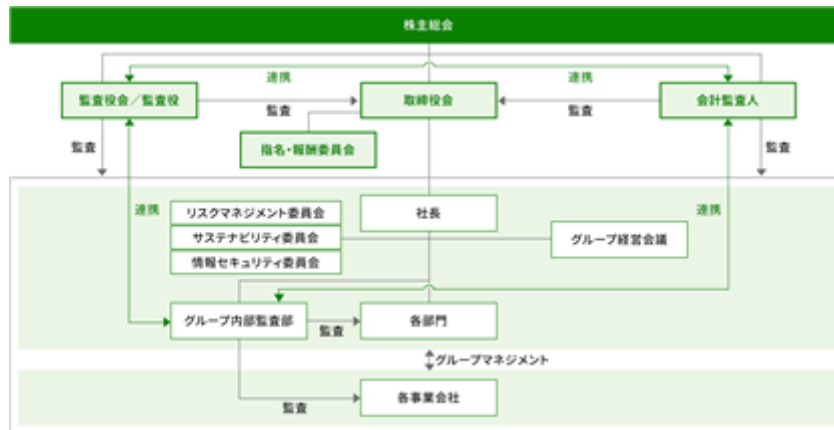 株主総会
連携
連携
監査役会／監査役
取締役会
会計監査人
監査
監査
監査
指名・報酬委員会
監査
連携
リスクマネジメント委員会
社長
連携
サステナビリティ委員会
グループ経営会議
情報セキュリティ委員会
グループ内部監査部
監査
各部門
グループマネジメント
監査
各事業会社